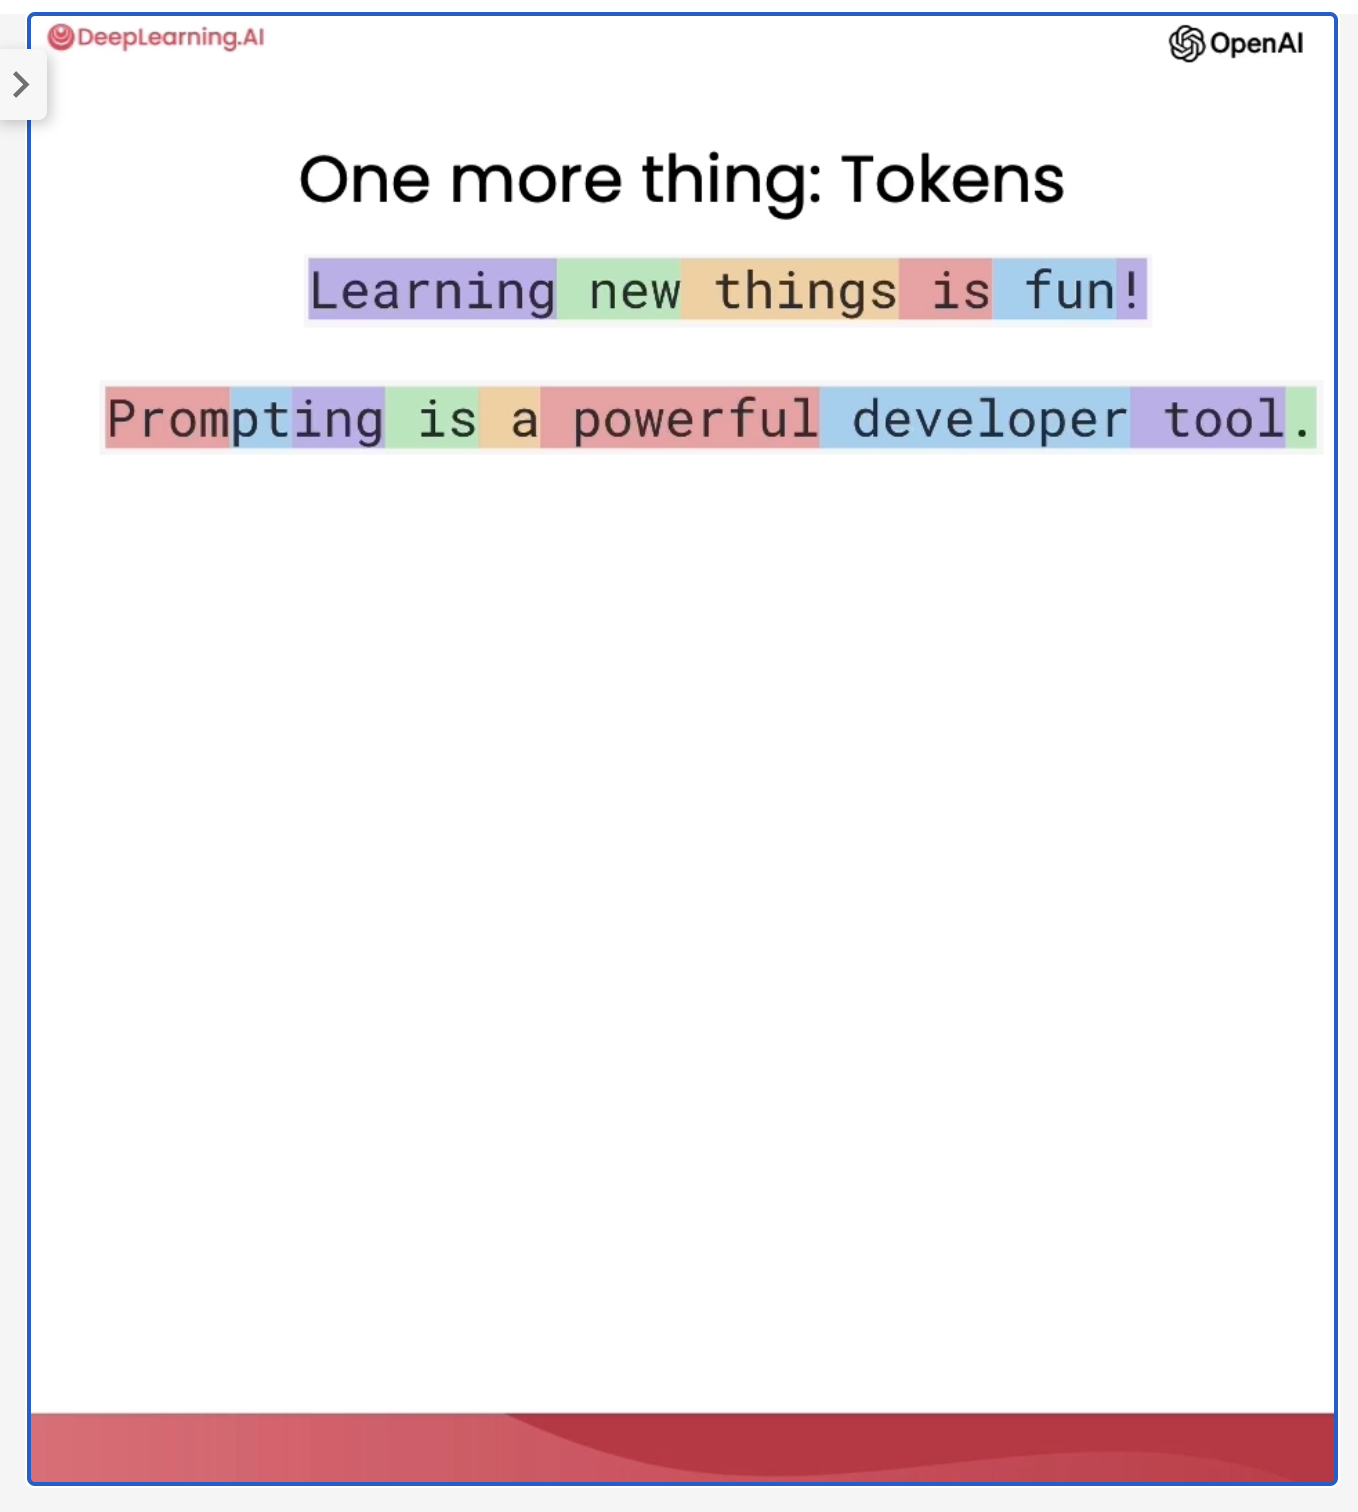 DeepLearning.AI
OpenAI
One more thing: Tokens
Learning new things is fun!
Prompting is a powerful developer tool.